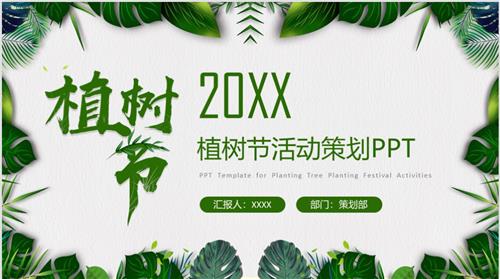 植树节
20XX
植树节活动策划PPT
PPT Template for Planting Tree Planting Festival Activities
汇报人：XXXX
部门：策划部